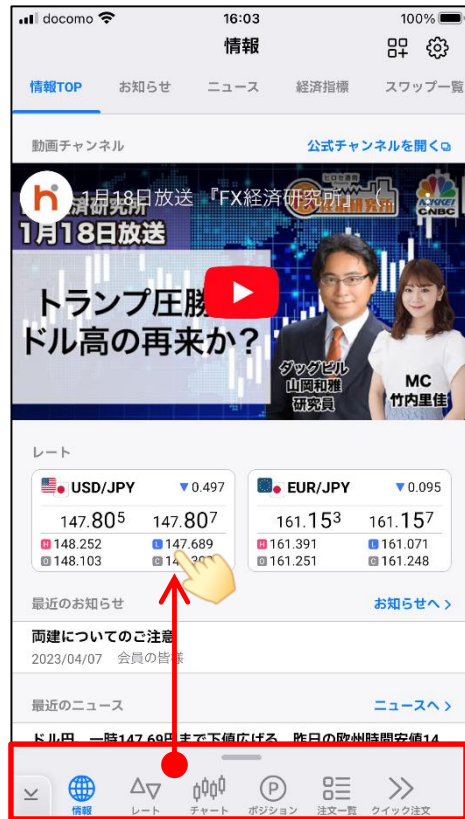 docomo 16:03 100%
情報
情報TOP お知らせ ニュース 経済指標 スワップ一覧
動画チャンネル 公式チャンネルを開く
1月18日放送 『FX経済研究所』
1月18日放送
NIKKEI CNBC
トランプ圧勝
ドル高の再来か?
ダッグビル
山岡和雅
研究員
MC
竹内里佳
レート
USD/JPY ▼0.497 EUR/JPY ▼0.095
147.805 147.807 161.153 161.157
H 148.252 L 147.689 H 161.391 L 161.071
O 148.103 C O 161.251 C 161.248
最近のお知らせ お知らせへ >
両建についてのご注意
2023/04/07 会員の皆様
最近のニュース ニュースへ >
ドル円、一時147.69円まで下値広げる 昨日の欧州時間安値14
情報 レート チャート P ポジション 注文一覧 クイック注文